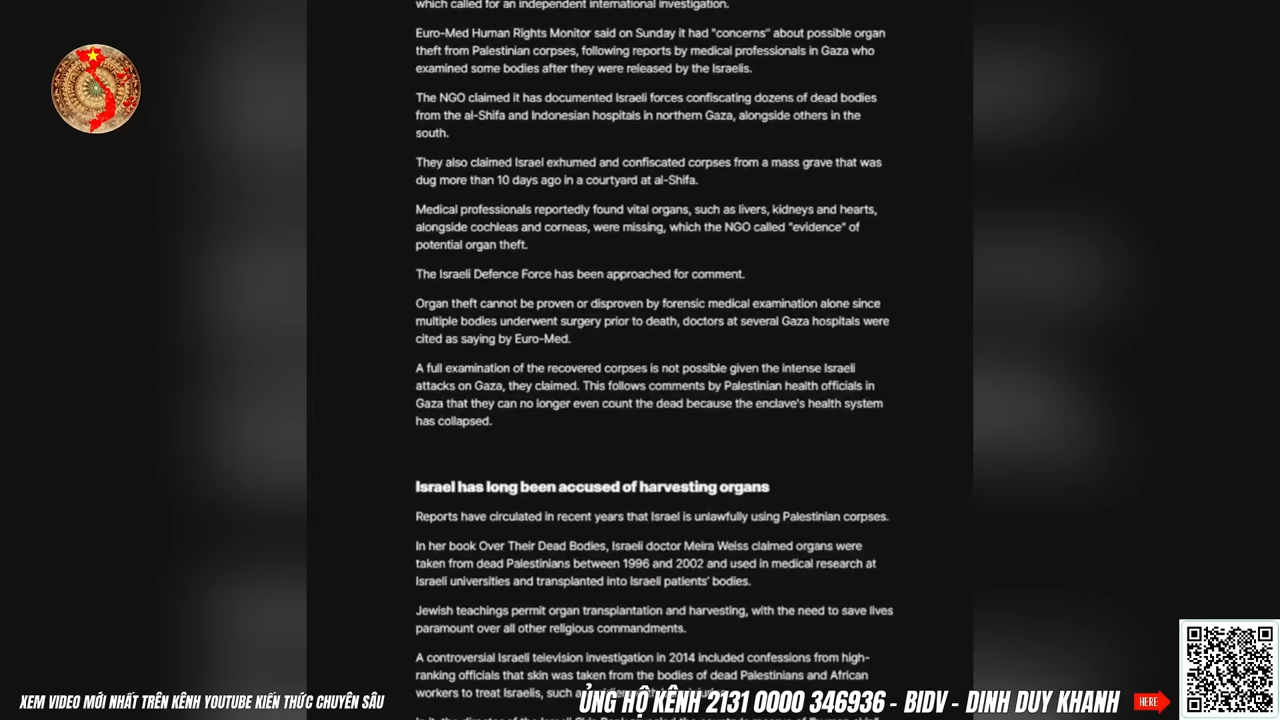 which called for an independent international investigation.
Euro-Med Human Rights Monitor said on Sunday it had "concerns" about possible organ
theft from Palestinian corpses, following reports by medical professionals in Gaza who
examined some bodies after they were released by the Israelis.
The NGO claimed it has documented Israeli forces confiscating dozens of dead bodies
from the al-Shifa and Indonesian hospitals in northern Gaza, alongside others in the
south.
They also claimed Israel exhumed and confiscated corpses from a mass grave that was
dug more than 10 days ago in a courtyard at al-Shifa.
Medical professionals reportedly found vital organs, such as livers, kidneys and hearts,
alongside cochleas and corneas, were missing, which the NGO called "evidence" of
potential organ theft.
The Israeli Defence Force has been approached for comment.
Organ theft cannot be proven or disproven by forensic medical examination alone since
multiple bodies underwent surgery prior to death, doctors at several Gaza hospitals were
cited as saying by Euro-Med.
A full examination of the recovered corpses is not possible given the intense Israeli
attacks on Gaza, they claimed. This follows comments by Palestinian health officials in
Gaza that they can no longer even count the dead because the enclave's health system
has collapsed.
Israel has long been accused of harvesting organs
Reports have circulated in recent years that Israel is unlawfully using Palestinian corpses.
In her book Over Their Dead Bodies, Israeli doctor Meira Weiss claimed organs were
taken from dead Palestinians between 1996 and 2002 and used in medical research at
Israeli universities and transplanted into Israeli patients' bodies.
Jewish teachings permit organ transplantation and harvesting, with the need to save lives
paramount over all other religious commandments.
A controversial Israeli television investigation in 2014 included confessions from high-
ranking officials that skin was taken from the bodies of dead Palestinians and African
workers to treat Israelis, such
XEM VIDEO MỚI NHẤT TRÊN KÊNH YOUTUBE KIẾN THỨC CHUYÊN SÂU
ỦNG HỘ KÊNH 2131 0000 346936 - BIDV - DINH DUY KHANH
HERE